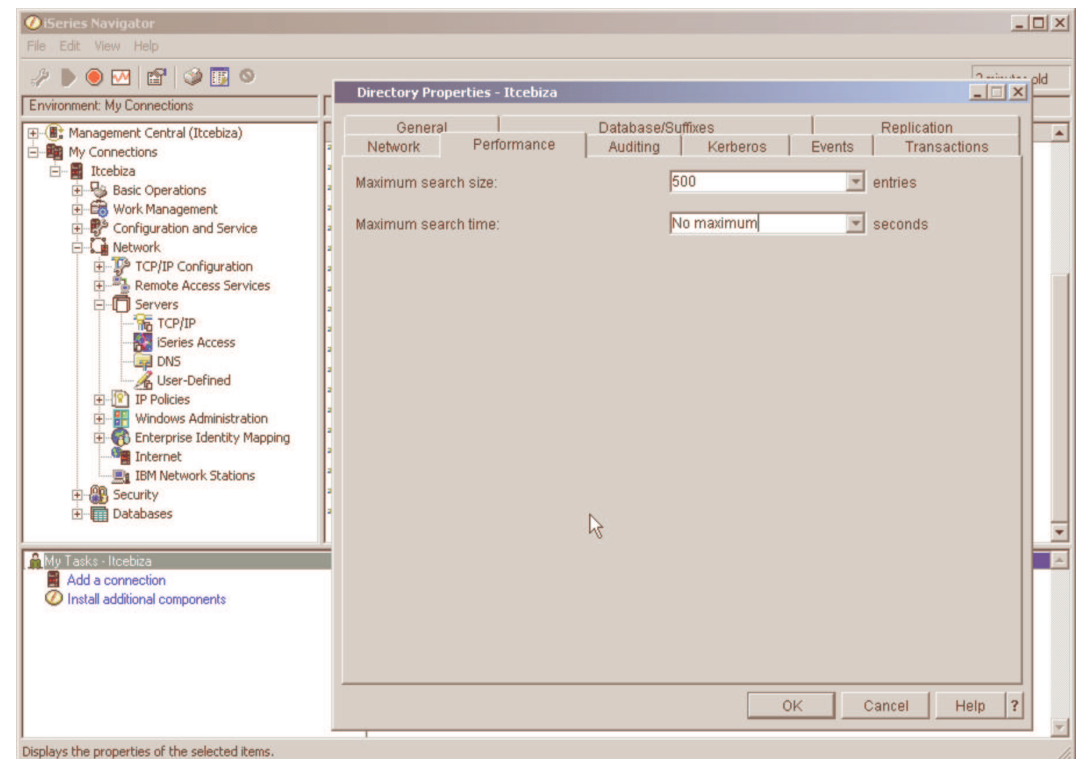 iSeries Navigator
File Edit View Help
old
Environment: My Connections
Management Central (Itcebiza)
My Connections
Itcebiza
Basic Operations
Work Management
Configuration and Service
Network
TCP/IP Configuration
Remote Access Services
Servers
TCP/IP
iSeries Access
DNS
User-Defined
IP Policies
Windows Administration
Enterprise Identity Mapping
Internet
IBM Network Stations
Security
Databases
Directory Properties - Itcebiza
General Database/Suffixes Replication
Network Performance Auditing Kerberos Events Transactions
Maximum search size: 500 entries
Maximum search time: No maximum seconds
OK Cancel Help ?
My Tasks - Itcebiza
Add a connection
Install additional components
Displays the properties of the selected items.